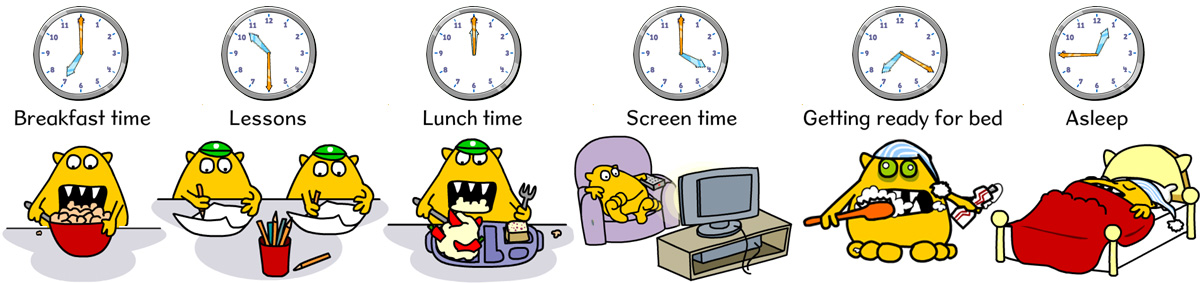 Breakfast time
Lessons
Lunch time
Screen time
Getting ready for bed
Asleep